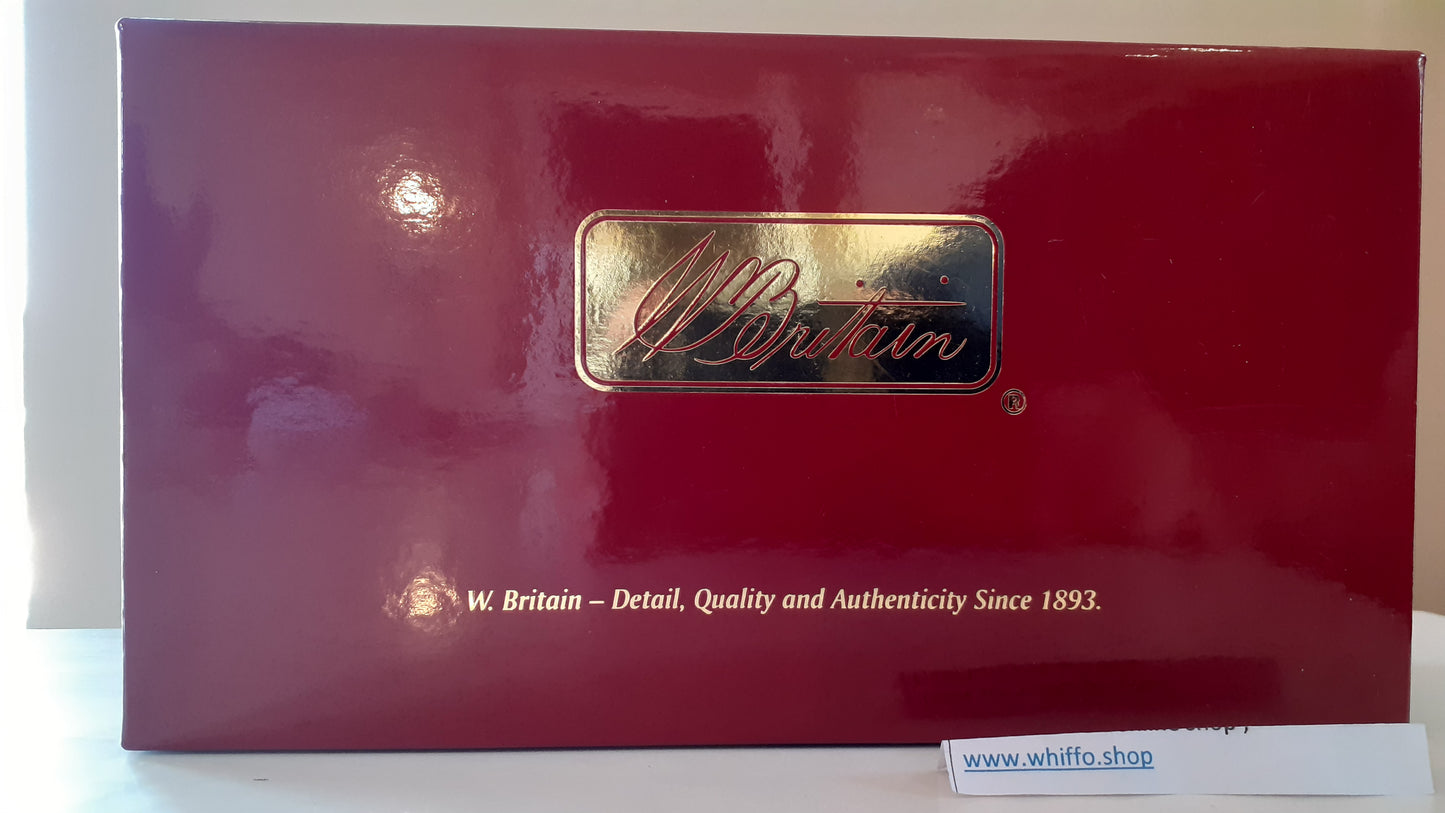 W Britain
®
W. Britain – Detail, Quality and Authenticity Since 1893.
www.whiffo.shop